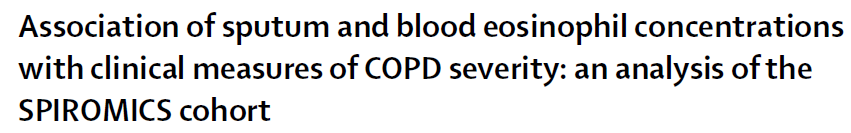 Association of sputum and blood eosinophil concentrations
with clinical measures of COPD severity: an analysis of the
SPIROMICS cohort